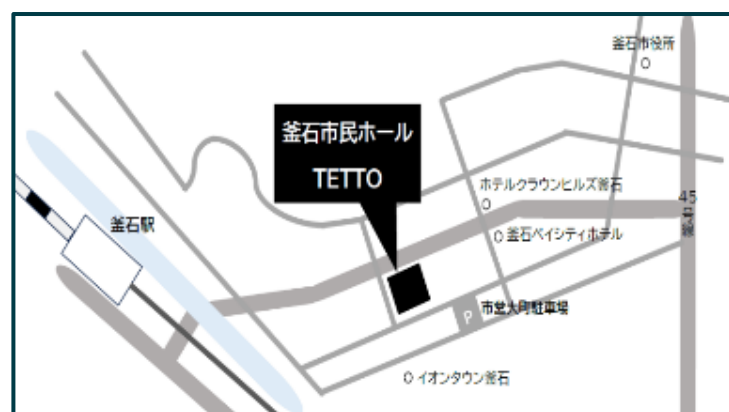 釜石市役所
釜石市民ホール
TETTO
ホテルクラウンヒルズ釜石
45
釜石駅
釜石ベイシティホテル
市営大町駐車場
P
イオンタウン釜石